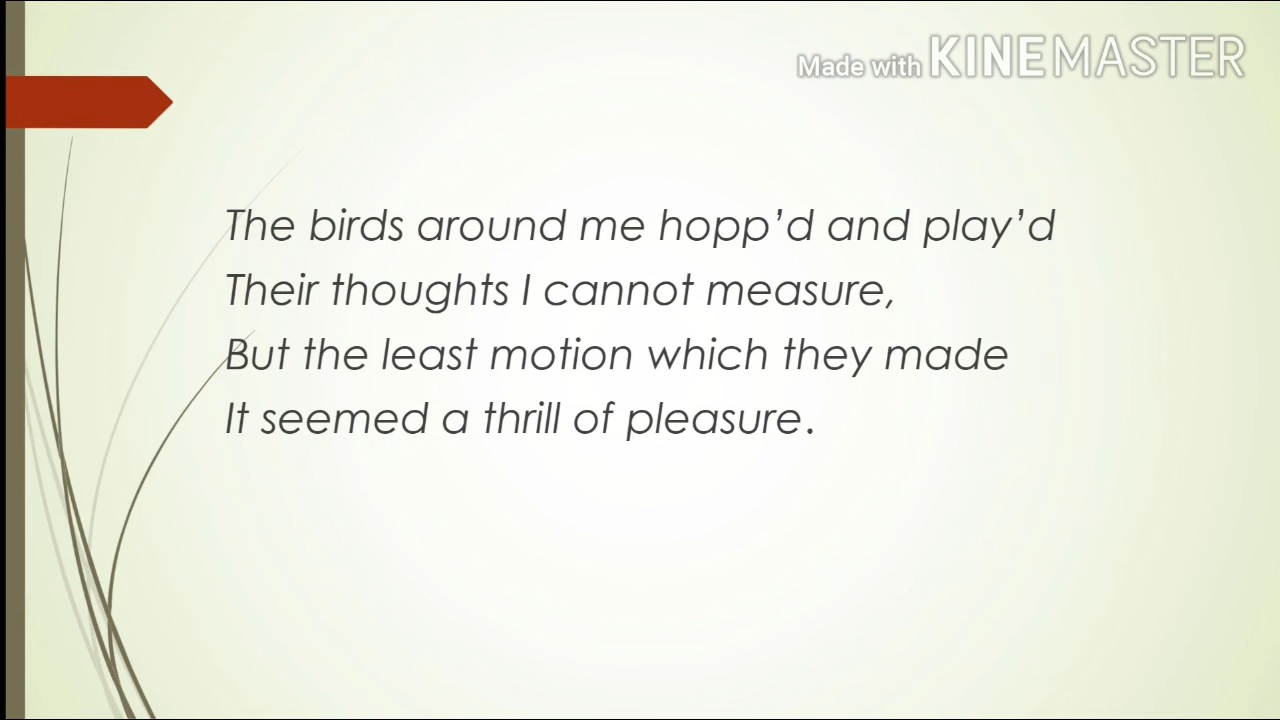 Made with KINEMASTER
The birds around me hopp’d and play’d
Their thoughts I cannot measure,
But the least motion which they made
It seemed a thrill of pleasure.